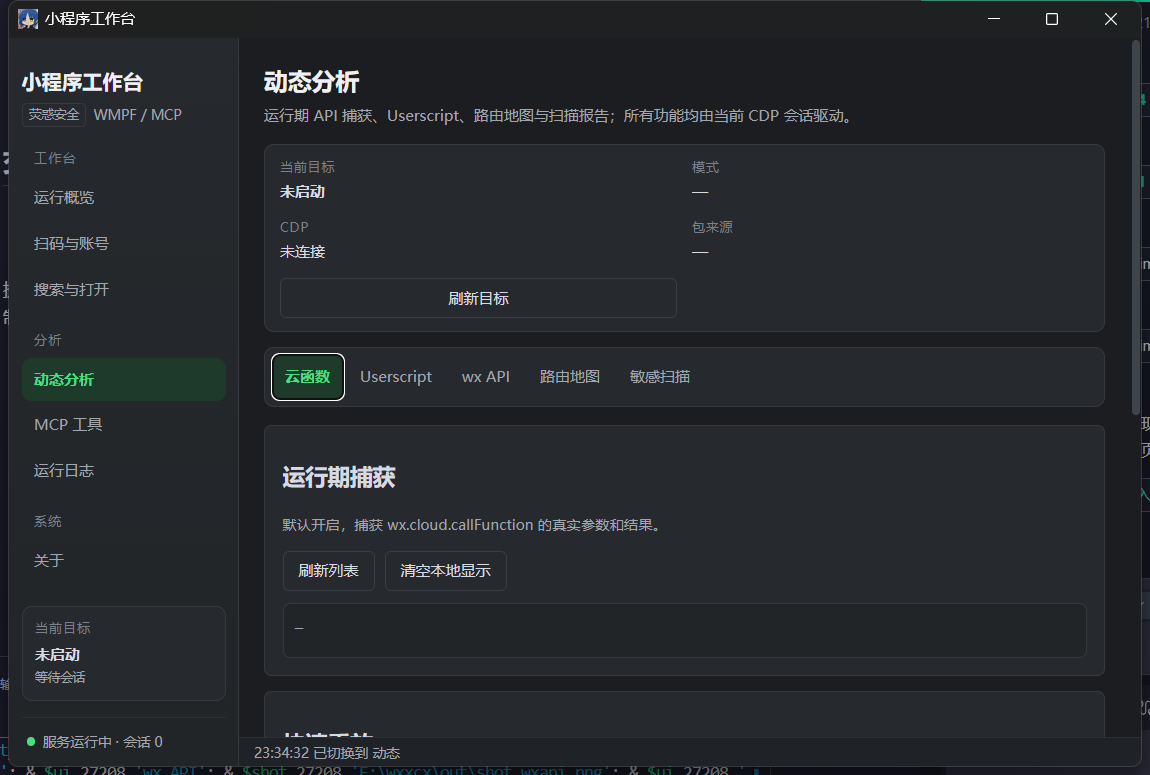 小程序工作台
小程序工作台
荧惑安全 WMPF / MCP
工作台
运行概览
扫码与账号
搜索与打开
分析
动态分析
MCP 工具
运行日志
系统
关于
当前目标
未启动
等待会话
服务运行中 · 会话 0
动态分析
运行期 API 捕获、Userscript、路由地图与扫描报告；所有功能均由当前 CDP 会话驱动。
当前目标
未启动
模式
—
CDP
未连接
包来源
—
刷新目标
云函数 Userscript wx API 路由地图 敏感扫描
运行期捕获
默认开启，捕获 wx.cloud.callFunction 的真实参数和结果。
刷新列表 清空本地显示
—
23:34:32 已切换到 动态